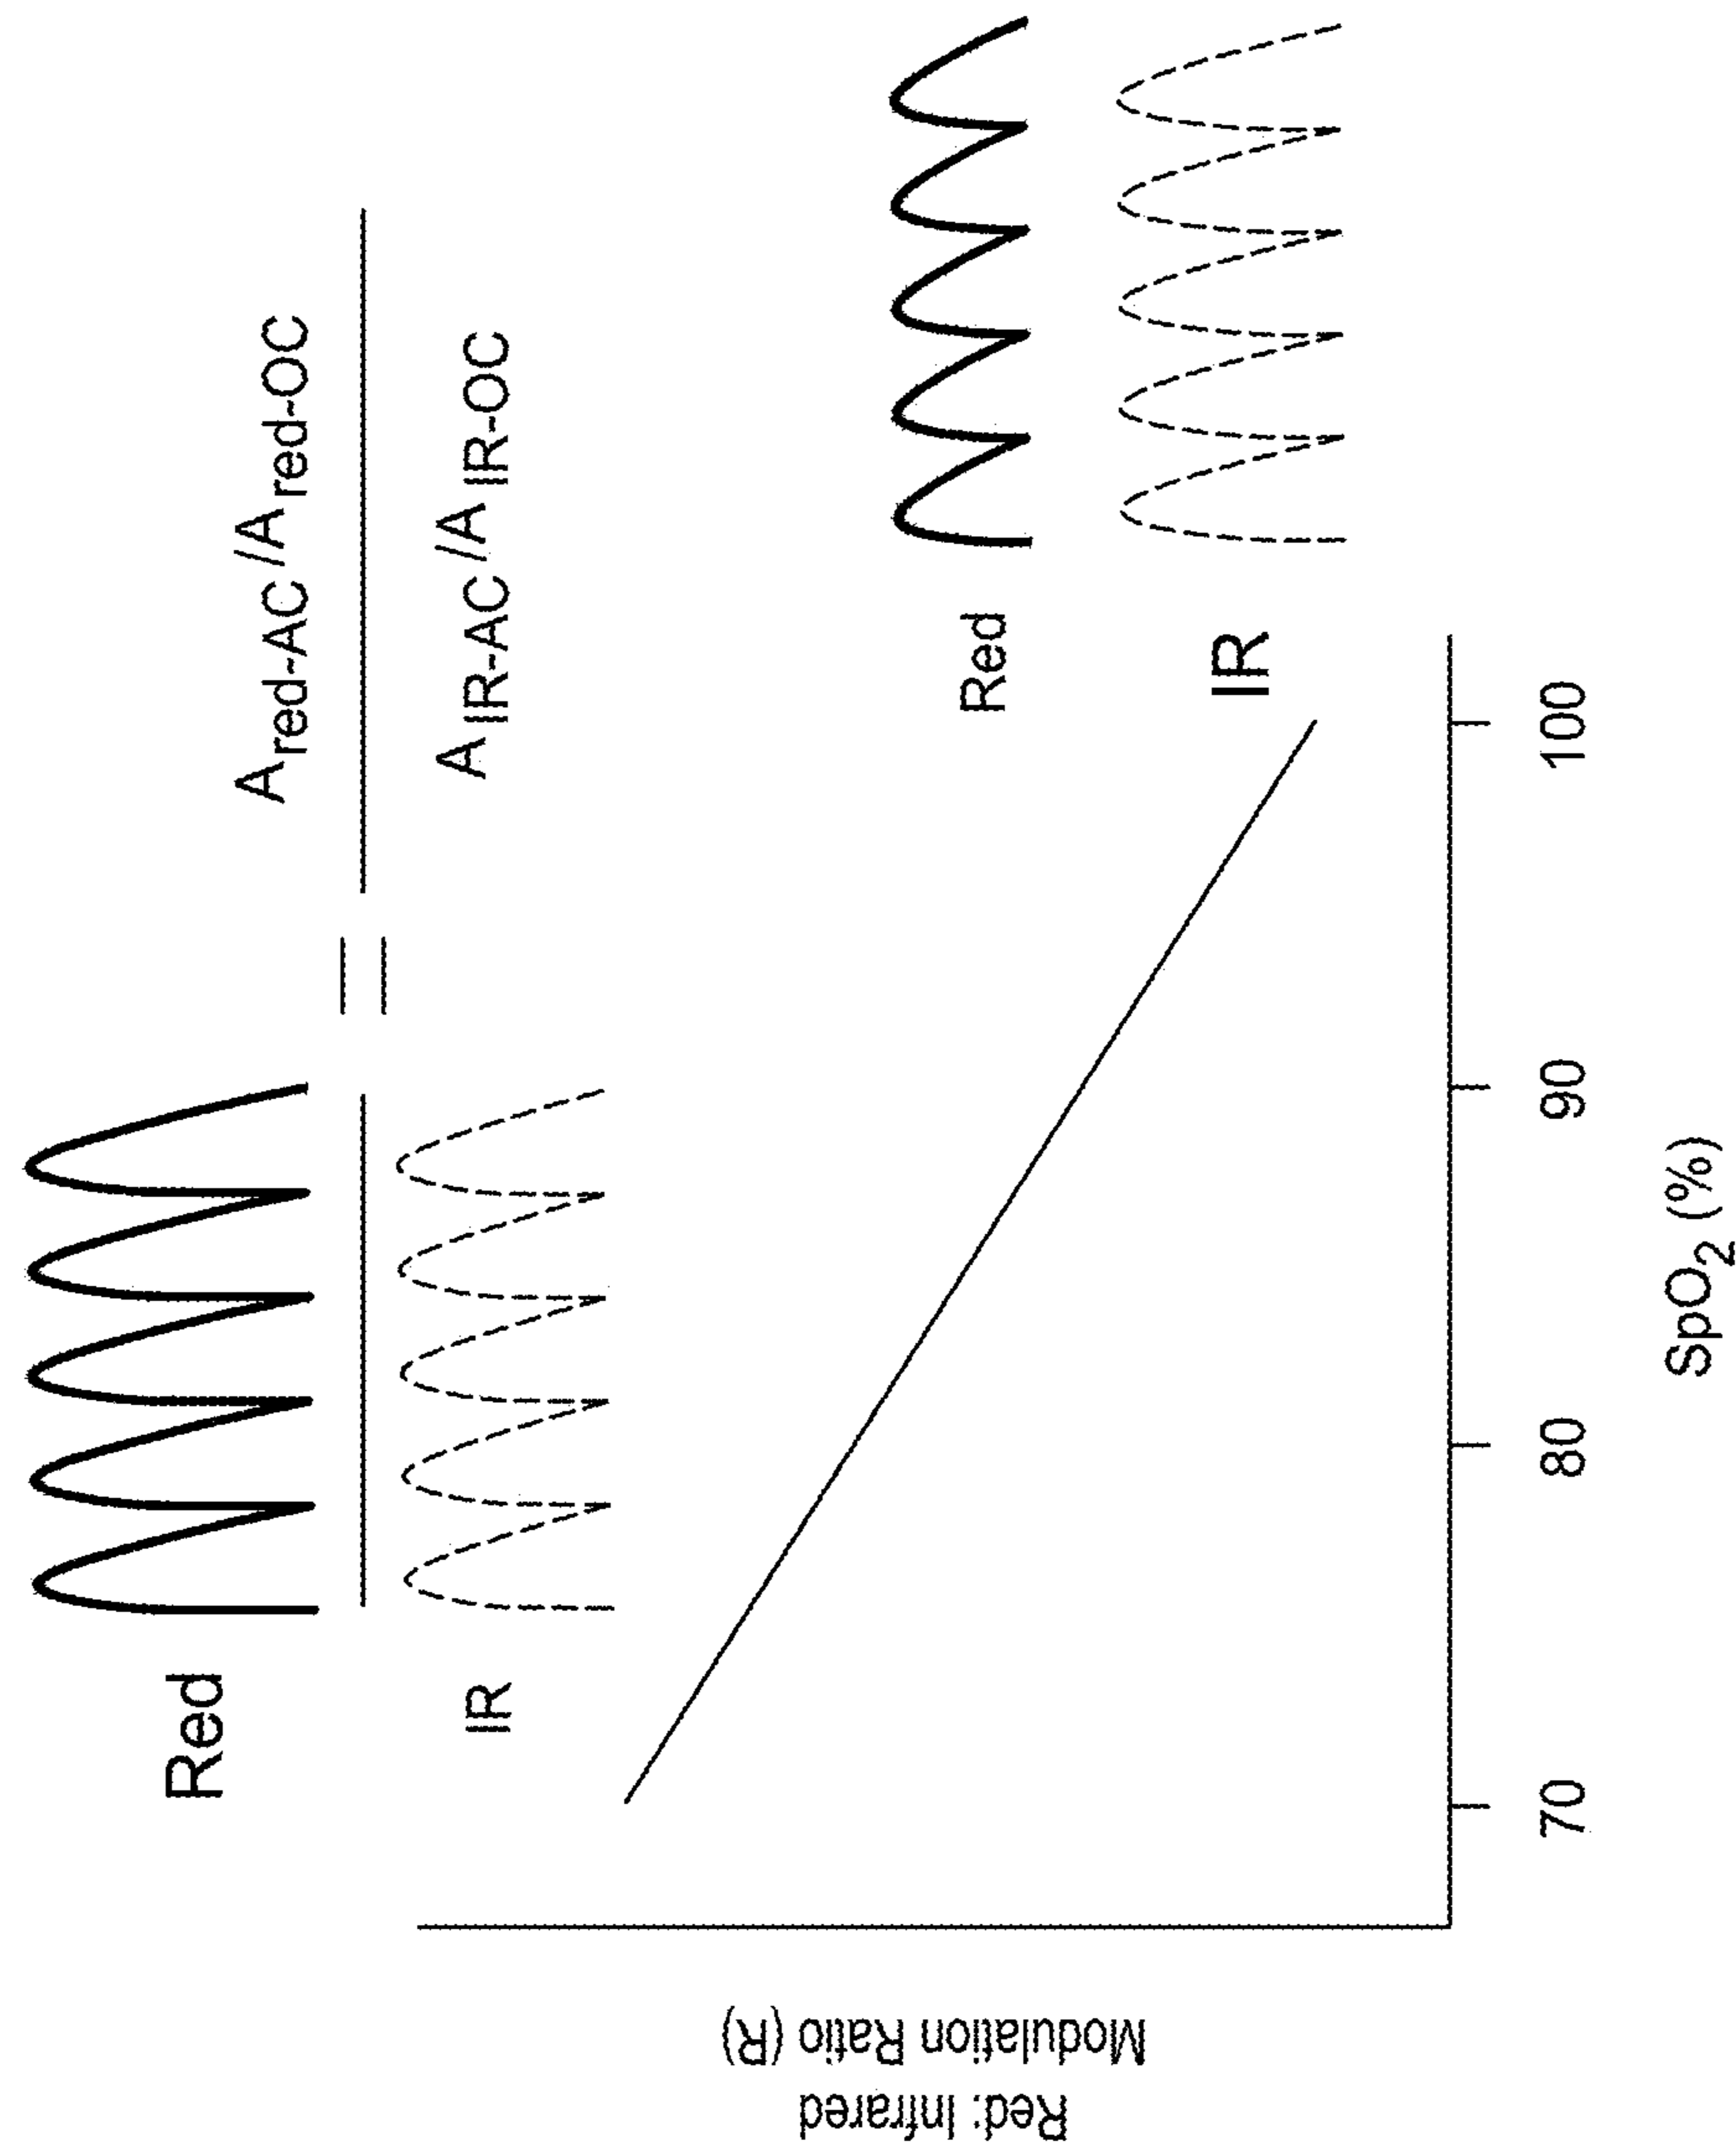 Red
IR
=
A red-AC /A red-OC
A IR-AC /A IR-OC
Red
IR
Red: Infrared
Modulation Ratio (R)
70
80
90
100
SpO2 (%)